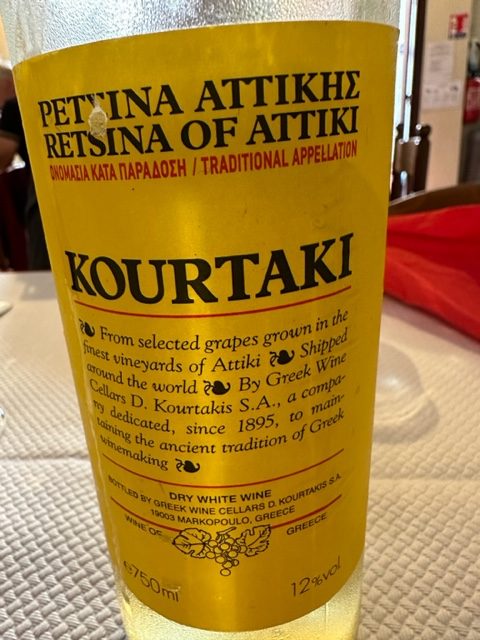 ΡΕΤΣΙΝΑ ΑΤΤΙΚΗΣ
RETSINA OF ATTIKI
ΟΝΟΜΑΣΙΑ ΚΑΤΑ ΠΑΡΑΔΟΣΗ / TRADITIONAL APPELLATION
KOURTAKI
From selected grapes grown in the
finest vineyards of Attiki Shipped
around the world By Greek Wine
Cellars D. Kourtakis S.A., a compa-
ny dedicated, since 1895, to main-
taining the ancient tradition of Greek
winemaking
DRY WHITE WINE
BOTTLED BY GREEK WINE CELLARS D. KOURTAKIS S.A.
19003 MARKOPOULO, GREECE
WINE OF GREECE
e750ml 12%vol